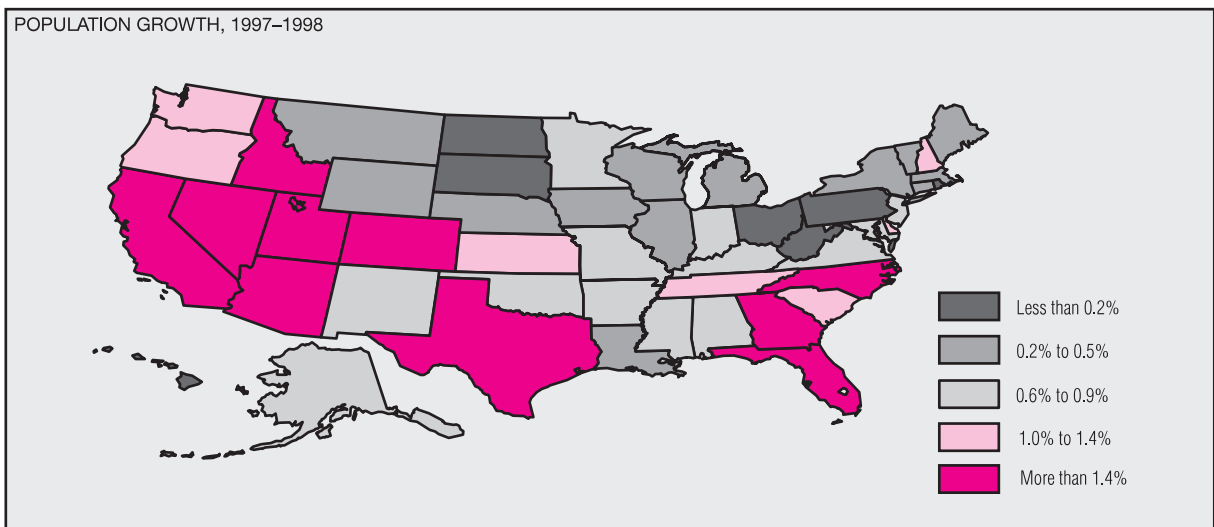 POPULATION GROWTH, 1997–1998
Less than 0.2%
0.2% to 0.5%
0.6% to 0.9%
1.0% to 1.4%
More than 1.4%